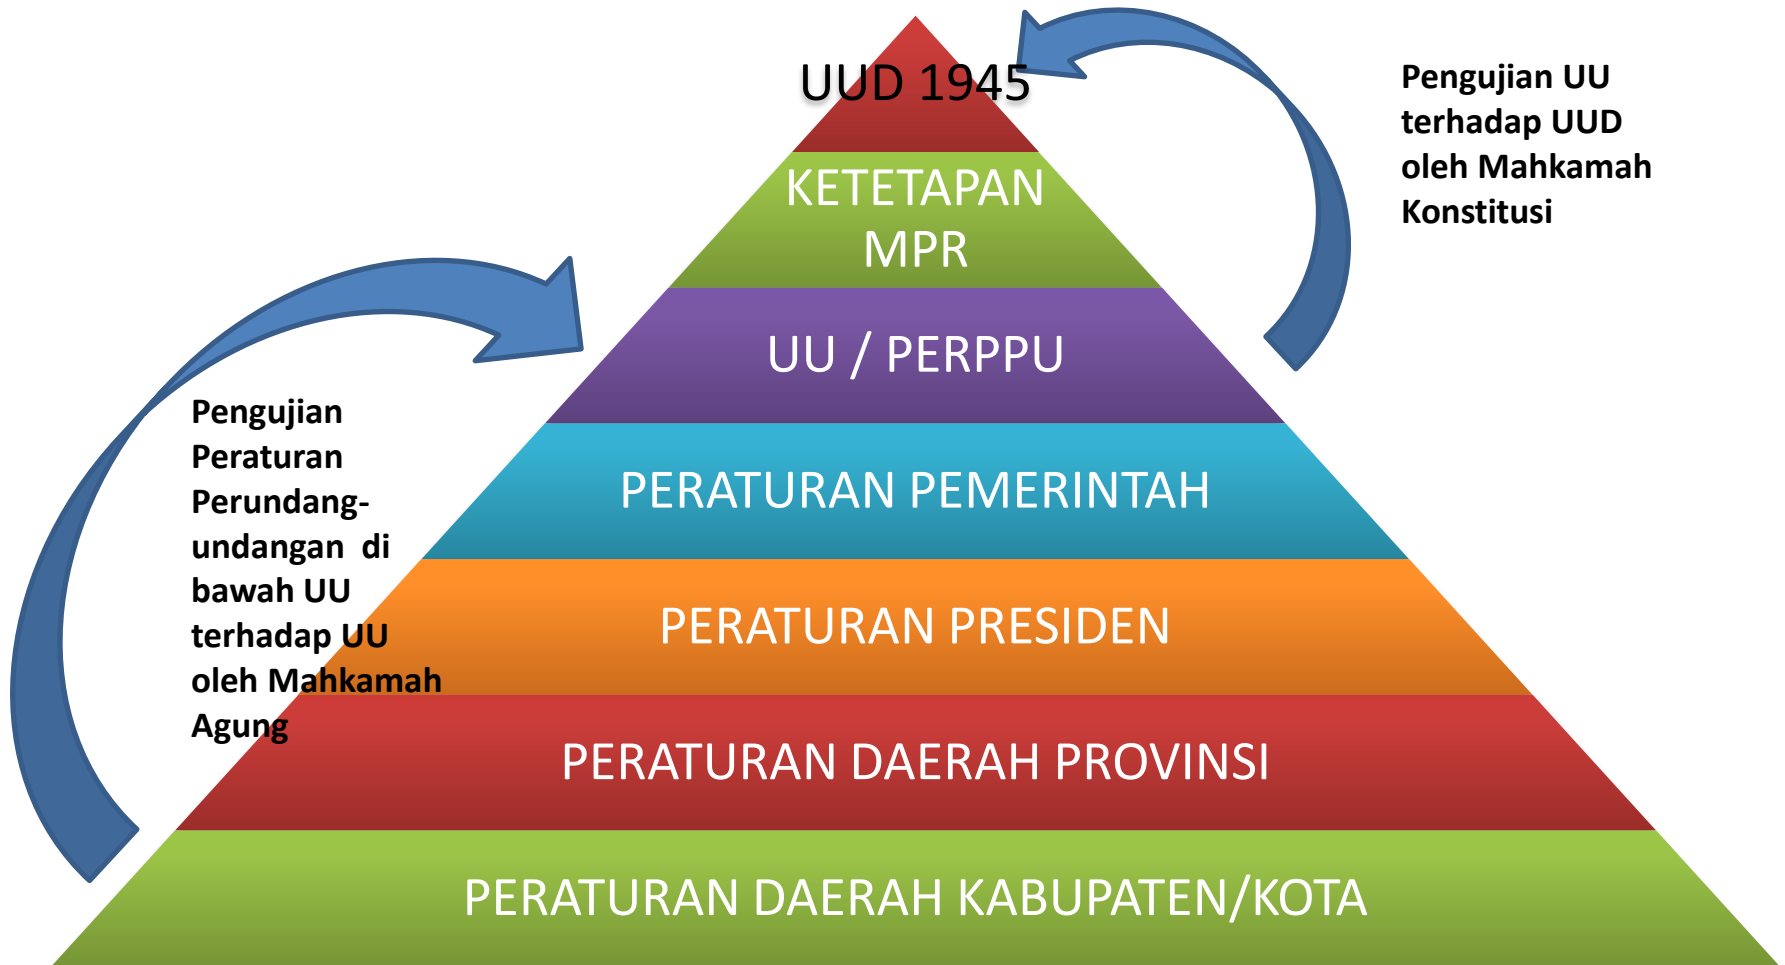 UUD 1945
KETETAPAN
MPR
UU / PERPPU
PERATURAN PEMERINTAH
PERATURAN PRESIDEN
PERATURAN DAERAH PROVINSI
PERATURAN DAERAH KABUPATEN/KOTA
Pengujian UU
terhadap UUD
oleh Mahkamah
Konstitusi
Pengujian
Peraturan
Perundang-
undangan  di
bawah UU
terhadap UU
oleh Mahkamah
Agung